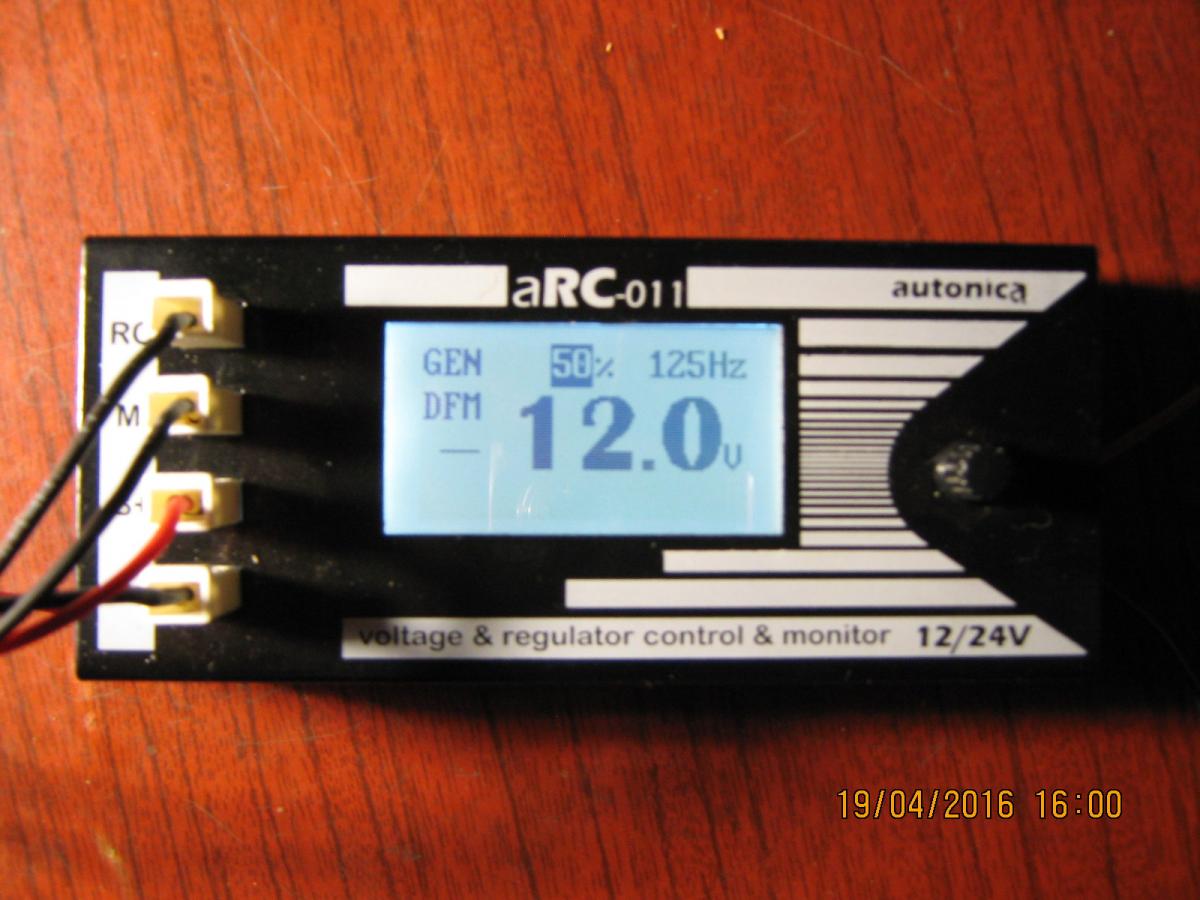 aRC-011
autonica
GEN 50% 125Hz
DFM 12.0V
—
M
voltage & regulator control & monitor 12/24V
19/04/2016 16:00